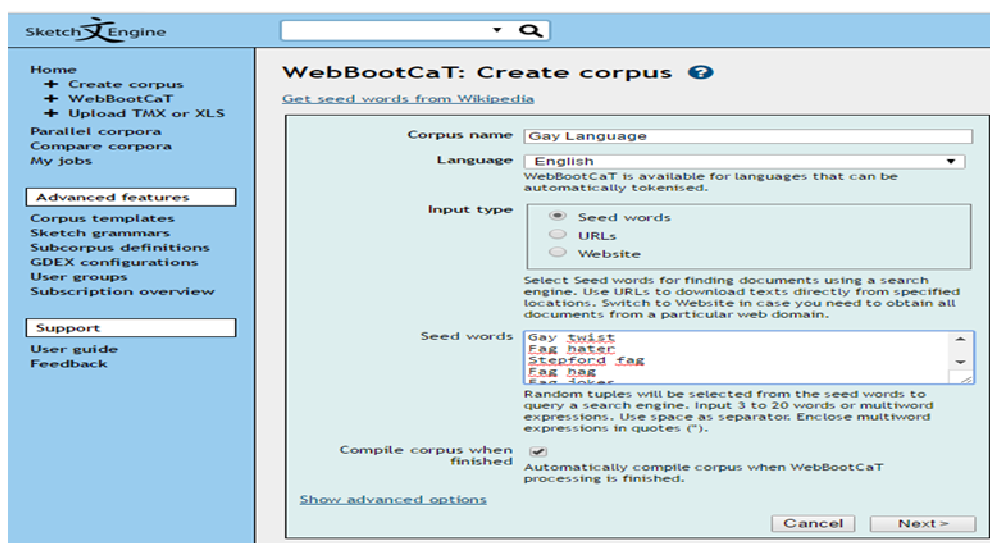 Sketch Engine
Home
+ Create corpus
+ WebBootCaT
+ Upload TMX or XLS
Parallel corpora
Compare corpora
My jobs
Advanced features
Corpus templates
Sketch grammars
Subcorpus definitions
GDEX configurations
User groups
Subscription overview
Support
User guide
Feedback
WebBootCaT: Create corpus ?
Get seed words from Wikipedia
Corpus name Gay Language
Language English
WebBootCaT is available for languages that can be
automatically tokenised.
Input type
Seed words
URLs
Website
Select Seed words for finding documents using a search
engine. Use URLs to download texts directly from specified
locations. Switch to Website in case you need to obtain all
documents from a particular web domain.
Seed words
Gay twist
Fag hater
Stepford fag
Fag hag
Fag jokes
Random tuples will be selected from the seed words to
query a search engine. Input 3 to 20 words or multiword
expressions. Use space as separator. Enclose multiword
expressions in quotes (").
Compile corpus when
finished
Automatically compile corpus when WebBootCaT
processing is finished.
Show advanced options
Cancel Next >